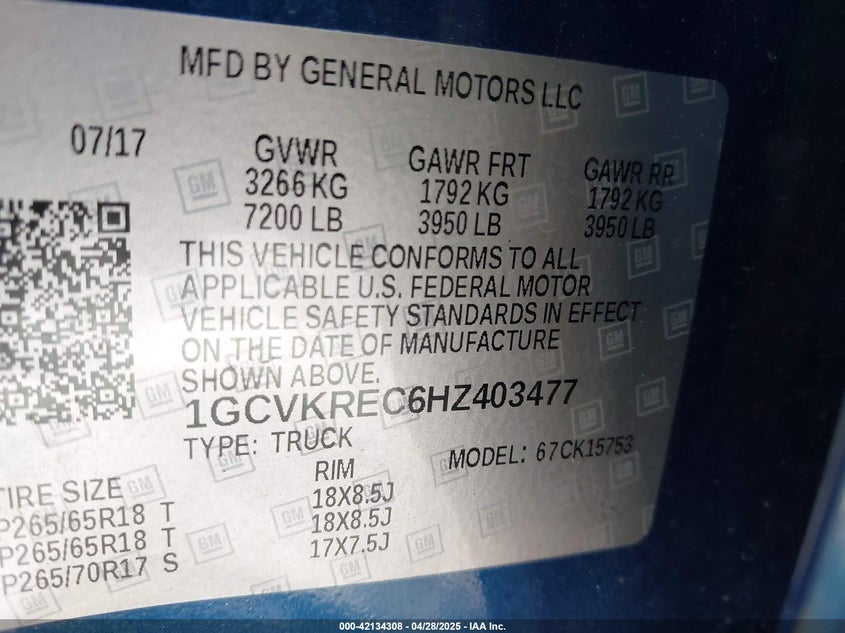 MFD BY GENERAL MOTORS LLC
07/17 GVWR GAWR FRT GAWR RR
3266 KG 1792 KG 1792 KG
7200 LB 3950 LB 3950 LB
THIS VEHICLE CONFORMS TO ALL
APPLICABLE U.S. FEDERAL MOTOR
VEHICLE SAFETY STANDARDS IN EFFECT
ON THE DATE OF MANUFACTURE
SHOWN ABOVE.
1GCVKREC6HZ403477
TYPE: TRUCK MODEL: 67CK15753
TIRE SIZE RIM
P265/65R18 T 18X8.5J
P265/65R18 T 18X8.5J
P265/70R17 S 17X7.5J
000-42134308 | 04/28/2025 - IAA Inc.